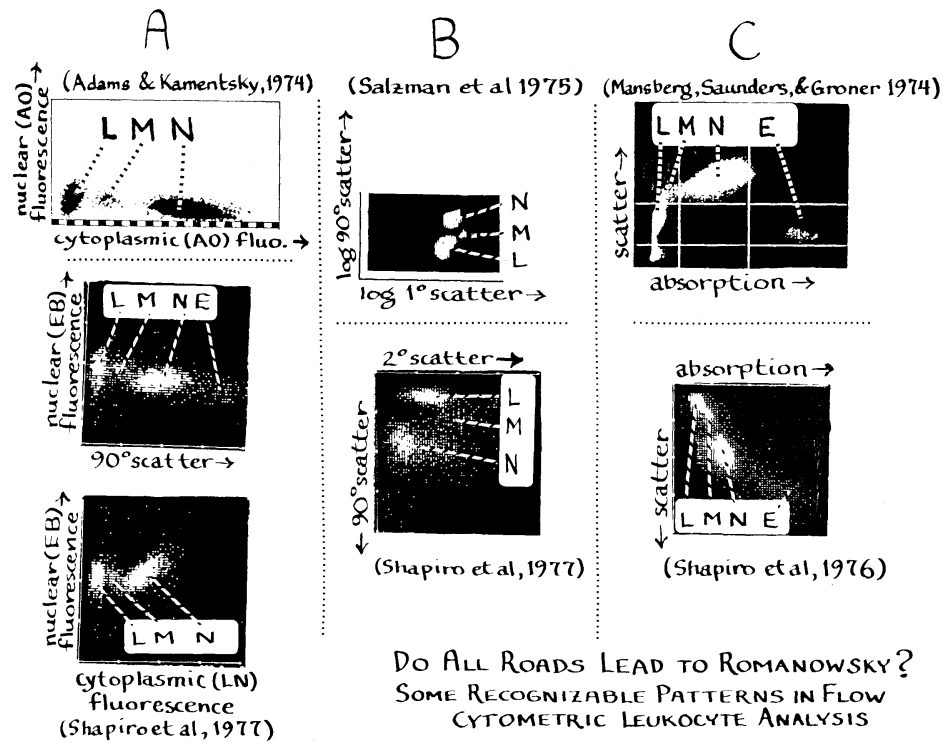 A
(Adams & Kamentsky, 1974)
nuclear (AO)
fluorescence →
L M N
cytoplasmic (AO) fluo. →
nuclear (EB)
fluorescence →
L M N E
90° scatter →
nuclear (EB)
fluorescence →
L M N
cytoplasmic (LN)
fluorescence
(Shapiro et al, 1977)
B
(Salzman et al 1975)
log 90° scatter →
N
M
L
log 1° scatter →
2° scatter →
← 90° scatter
L
M
N
(Shapiro et al, 1977)
C
(Mansberg, Saunders, & Groner 1974)
L M N E
scatter →
absorption →
absorption →
← scatter
L M N E
(Shapiro et al, 1976)
DO ALL ROADS LEAD TO ROMANOWSKY?
SOME RECOGNIZABLE PATTERNS IN FLOW
CYTOMETRIC LEUKOCYTE ANALYSIS